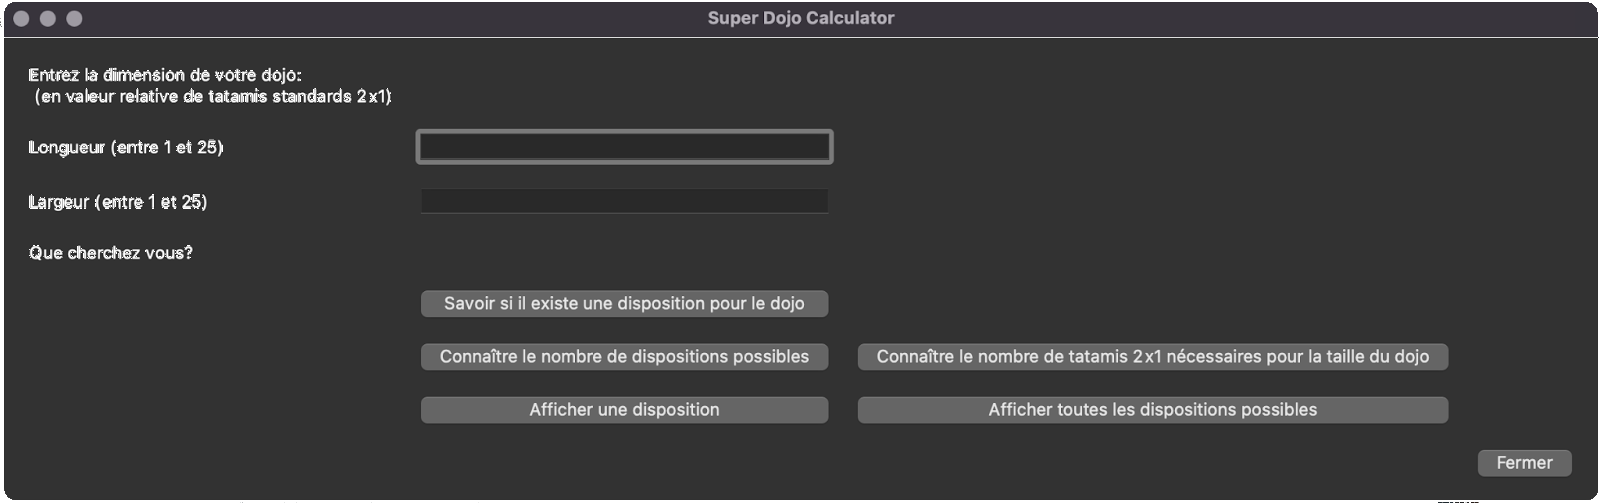 Super Dojo Calculator
Entrez la dimension de votre dojo:
(en valeur relative de tatamis standards 2x1)
Longueur (entre 1 et 25)
Largeur (entre 1 et 25)
Que cherchez vous?
Savoir si il existe une disposition pour le dojo
Connaître le nombre de dispositions possibles
Connaître le nombre de tatamis 2x1 nécessaires pour la taille du dojo
Afficher une disposition
Afficher toutes les dispositions possibles
Fermer